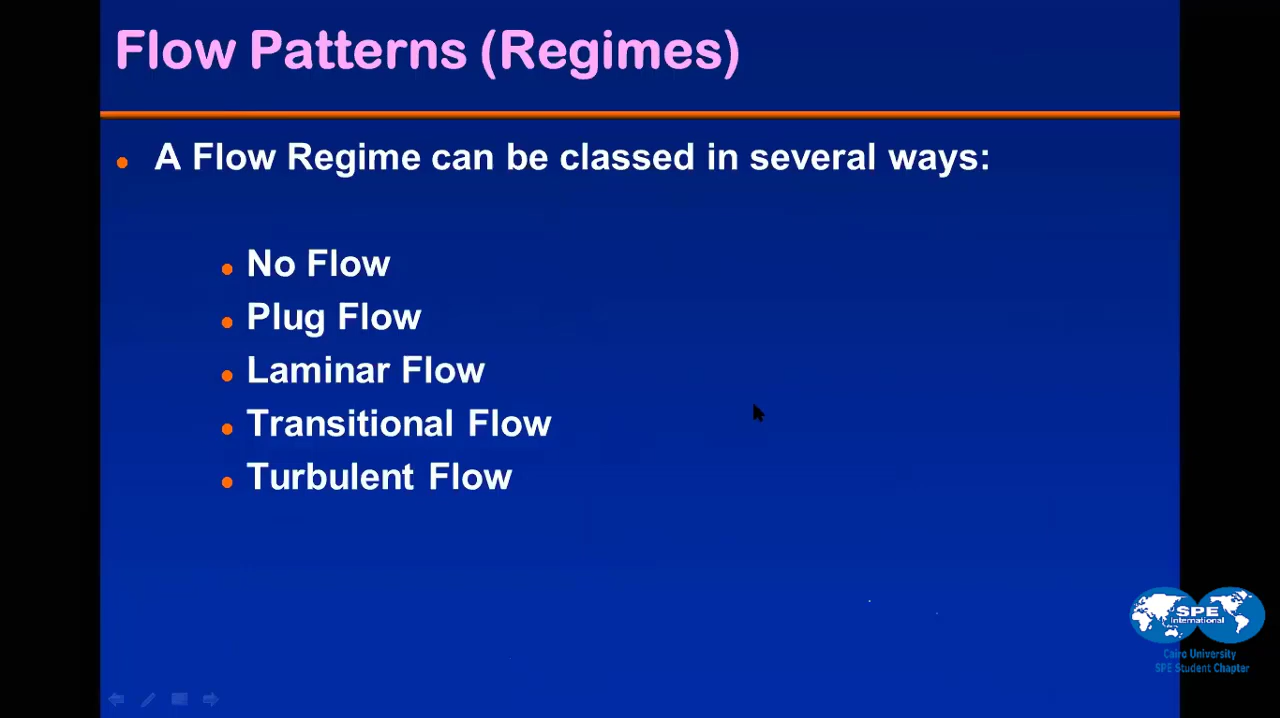 Flow Patterns (Regimes)
A Flow Regime can be classed in several ways:
No Flow
Plug Flow
Laminar Flow
Transitional Flow
Turbulent Flow
SPE
International
Cairo University
SPE Student Chapter